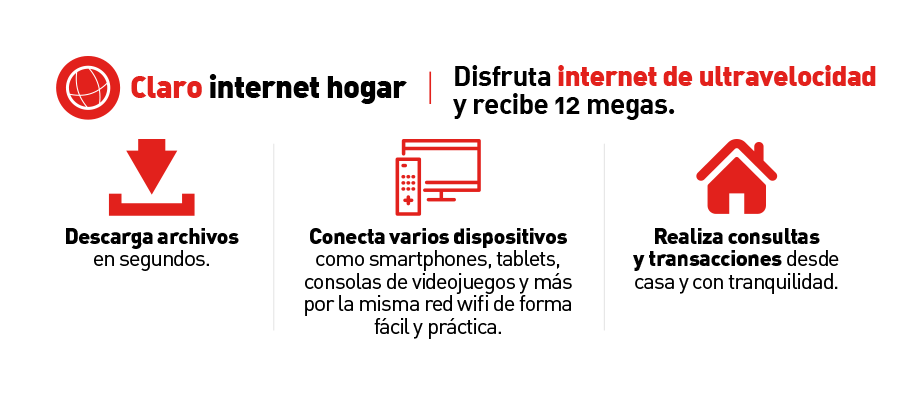 Claro internet hogar
Disfruta internet de ultravelocidad
y recibe 12 megas.
Descarga archivos
en segundos.
Conecta varios dispositivos
como smartphones, tablets,
consolas de videojuegos y más
por la misma red wifi de forma
fácil y práctica.
Realiza consultas
y transacciones desde
casa y con tranquilidad.